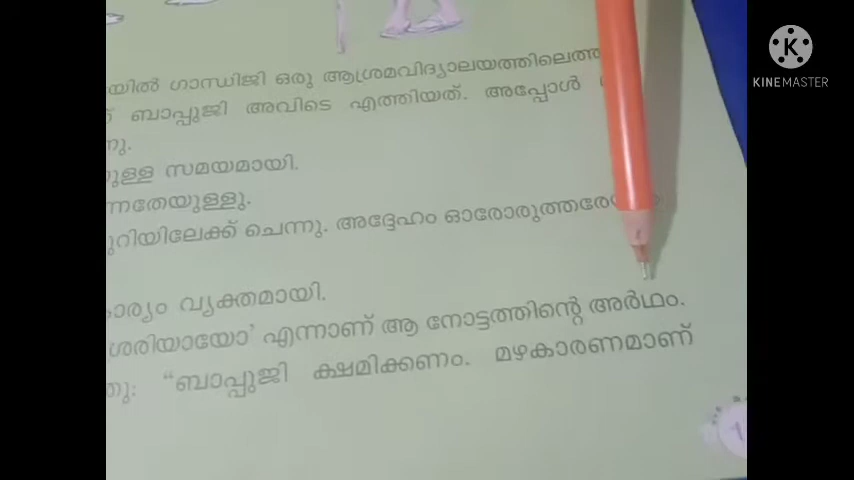 യിൽ ഗാന്ധിജി ഒരു ആശ്രമവിദ്യാലയത്തിലെത്ത
ബാപ്പുജി അവിടെ എത്തിയത്. അപ്പോൾ
ന്നു.
ുള്ള സമയമായി.
ന്നതേയുള്ളൂ.
ുറിയിലേക്ക് ചെന്നു. അദ്ദേഹം ഓരോരുത്തരേ
കാര്യം വ്യക്തമായി.
ശരിയായോ' എന്നാണ് ആ നോട്ടത്തിന്റെ അർഥം.
തു: “ബാപ്പുജി ക്ഷമിക്കണം. മഴകാരണമാണ്
KINEMASTER